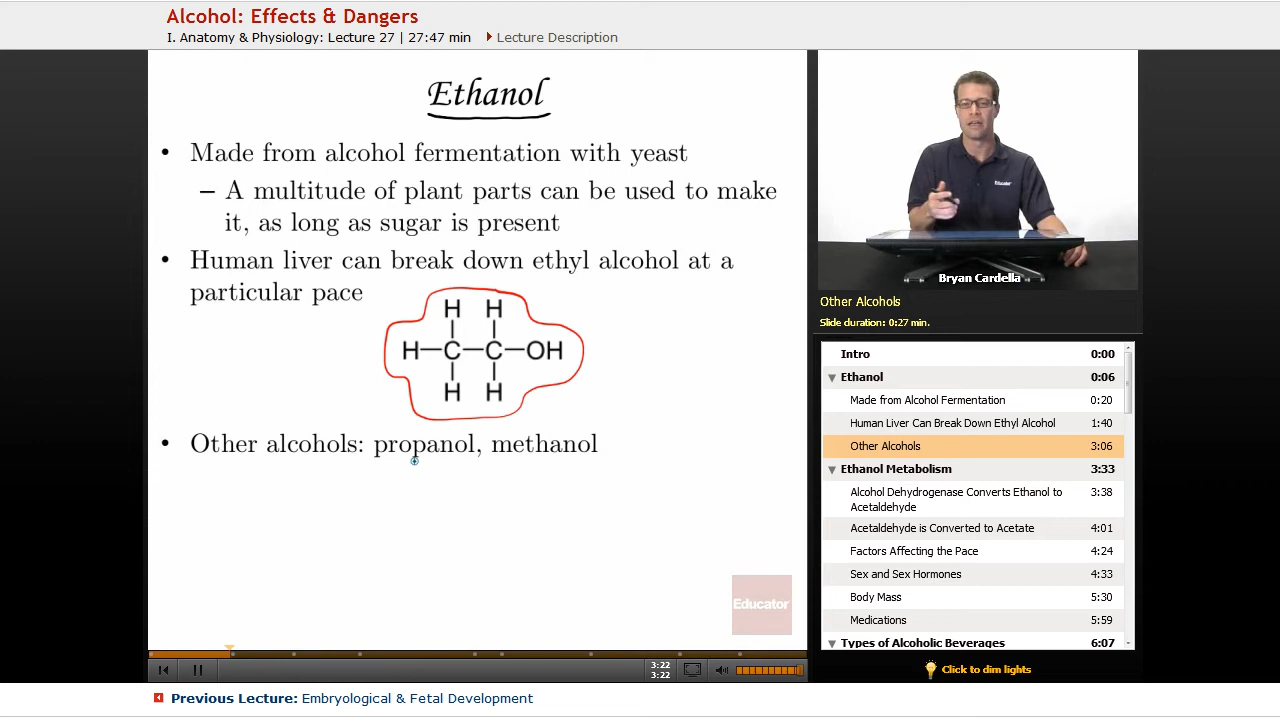 Alcohol: Effects & Dangers
I. Anatomy & Physiology: Lecture 27 | 27:47 min
Lecture Description
Ethanol
• Made from alcohol fermentation with yeast
– A multitude of plant parts can be used to make
it, as long as sugar is present
• Human liver can break down ethyl alcohol at a
particular pace
H H
H–C–C–OH
H H
• Other alcohols: propanol, methanol
Educator
3:22
3:22
Educator
Bryan Cardella
Other Alcohols
Slide duration: 0:27 min.
Intro 0:00
Ethanol 0:06
Made from Alcohol Fermentation 0:20
Human Liver Can Break Down Ethyl Alcohol 1:40
Other Alcohols 3:06
Ethanol Metabolism 3:33
Alcohol Dehydrogenase Converts Ethanol to 3:38
Acetaldehyde
Acetaldehyde is Converted to Acetate 4:01
Factors Affecting the Pace 4:24
Sex and Sex Hormones 4:33
Body Mass 5:30
Medications 5:59
Types of Alcoholic Beverages 6:07
Click to dim lights
Previous Lecture: Embryological & Fetal Development